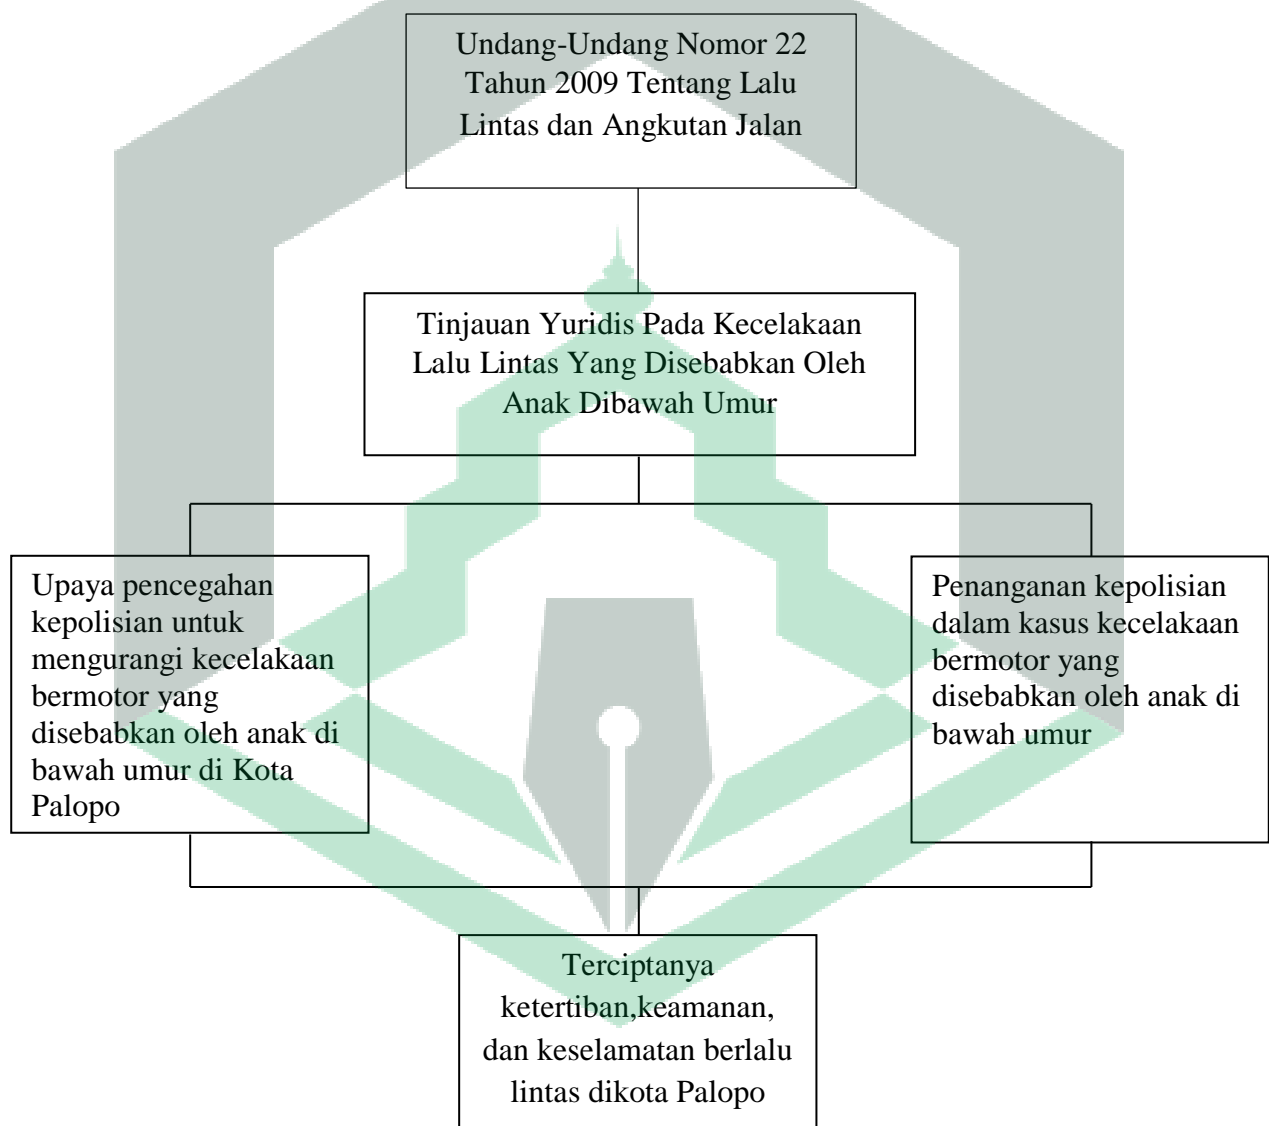 Undang-Undang Nomor 22
Tahun 2009 Tentang Lalu
Lintas dan Angkutan Jalan
Tinjauan Yuridis Pada Kecelakaan
Lalu Lintas Yang Disebabkan Oleh
Anak Dibawah Umur
Upaya pencegahan
kepolisian untuk
mengurangi kecelakaan
bermotor yang
disebabkan oleh anak di
bawah umur di Kota
Palopo
Penanganan kepolisian
dalam kasus kecelakaan
bermotor yang
disebabkan oleh anak di
bawah umur
Terciptanya
ketertiban,keamanan,
dan keselamatan berlalu
lintas dikota Palopo